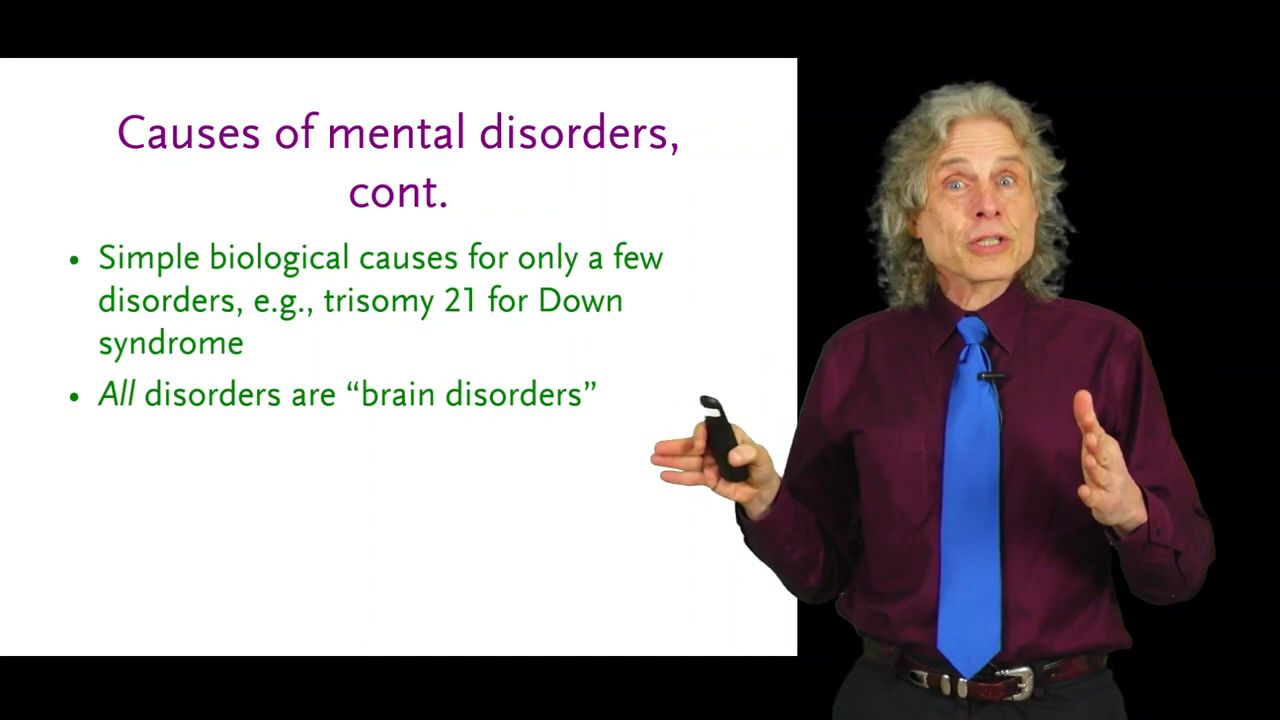 Causes of mental disorders,
cont.
• Simple biological causes for only a few
disorders, e.g., trisomy 21 for Down
syndrome
• All disorders are “brain disorders”